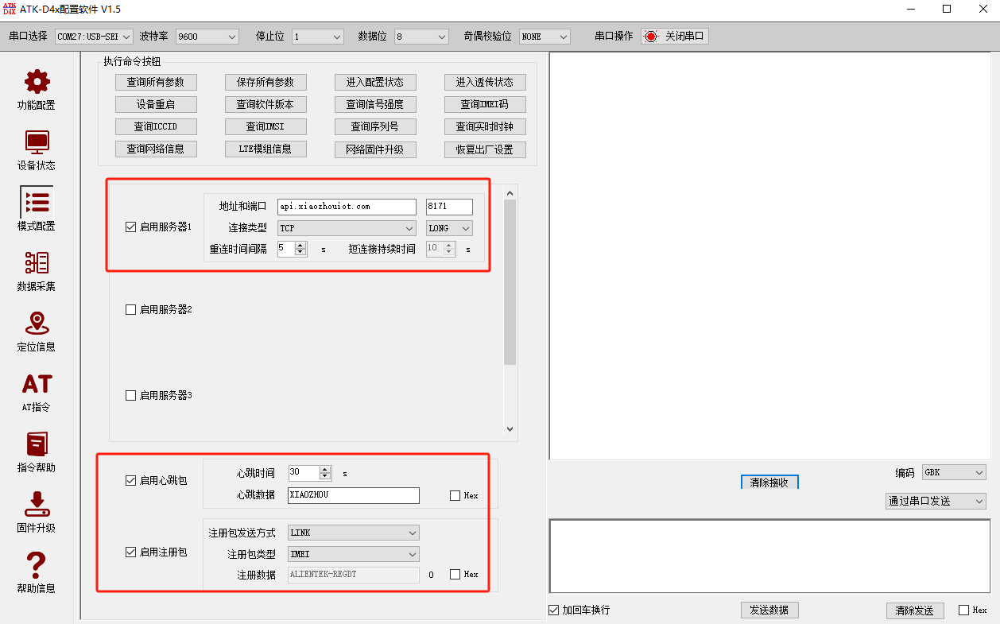 ATK-D4x配置软件 V1.5
串口选择 COM27:USB-SER 波特率 9600 停止位 1 数据位 8 奇偶校验位 NONE 串口操作 关闭串口
功能配置
设备状态
模式配置
数据采集
定位信息
AT
AT指令
指令帮助
固件升级
帮助信息
执行命令按钮
查询所有参数 保存所有参数 进入配置状态 进入透传状态
设备重启 查询软件版本 查询信号强度 查询IMEI码
查询ICCID 查询IMSI 查询序列号 查询实时时钟
查询网络信息 LTE模组信息 网络固件升级 恢复出厂设置
启用服务器1
地址和端口 api.xiaozhouiot.com 8171
连接类型 TCP LONG
重连时间间隔 5 s 短连接持续时间 10 s
启用服务器2
启用服务器3
启用心跳包
心跳时间 30 s
心跳数据 XIAOZHOU Hex
启用注册包
注册包发送方式 LINK
注册包类型 IMEI
注册数据 ALIENTEK-REGDT 0 Hex
清除接收 编码 GBK
通过串口发送
加回车换行 发送数据 清除发送 Hex